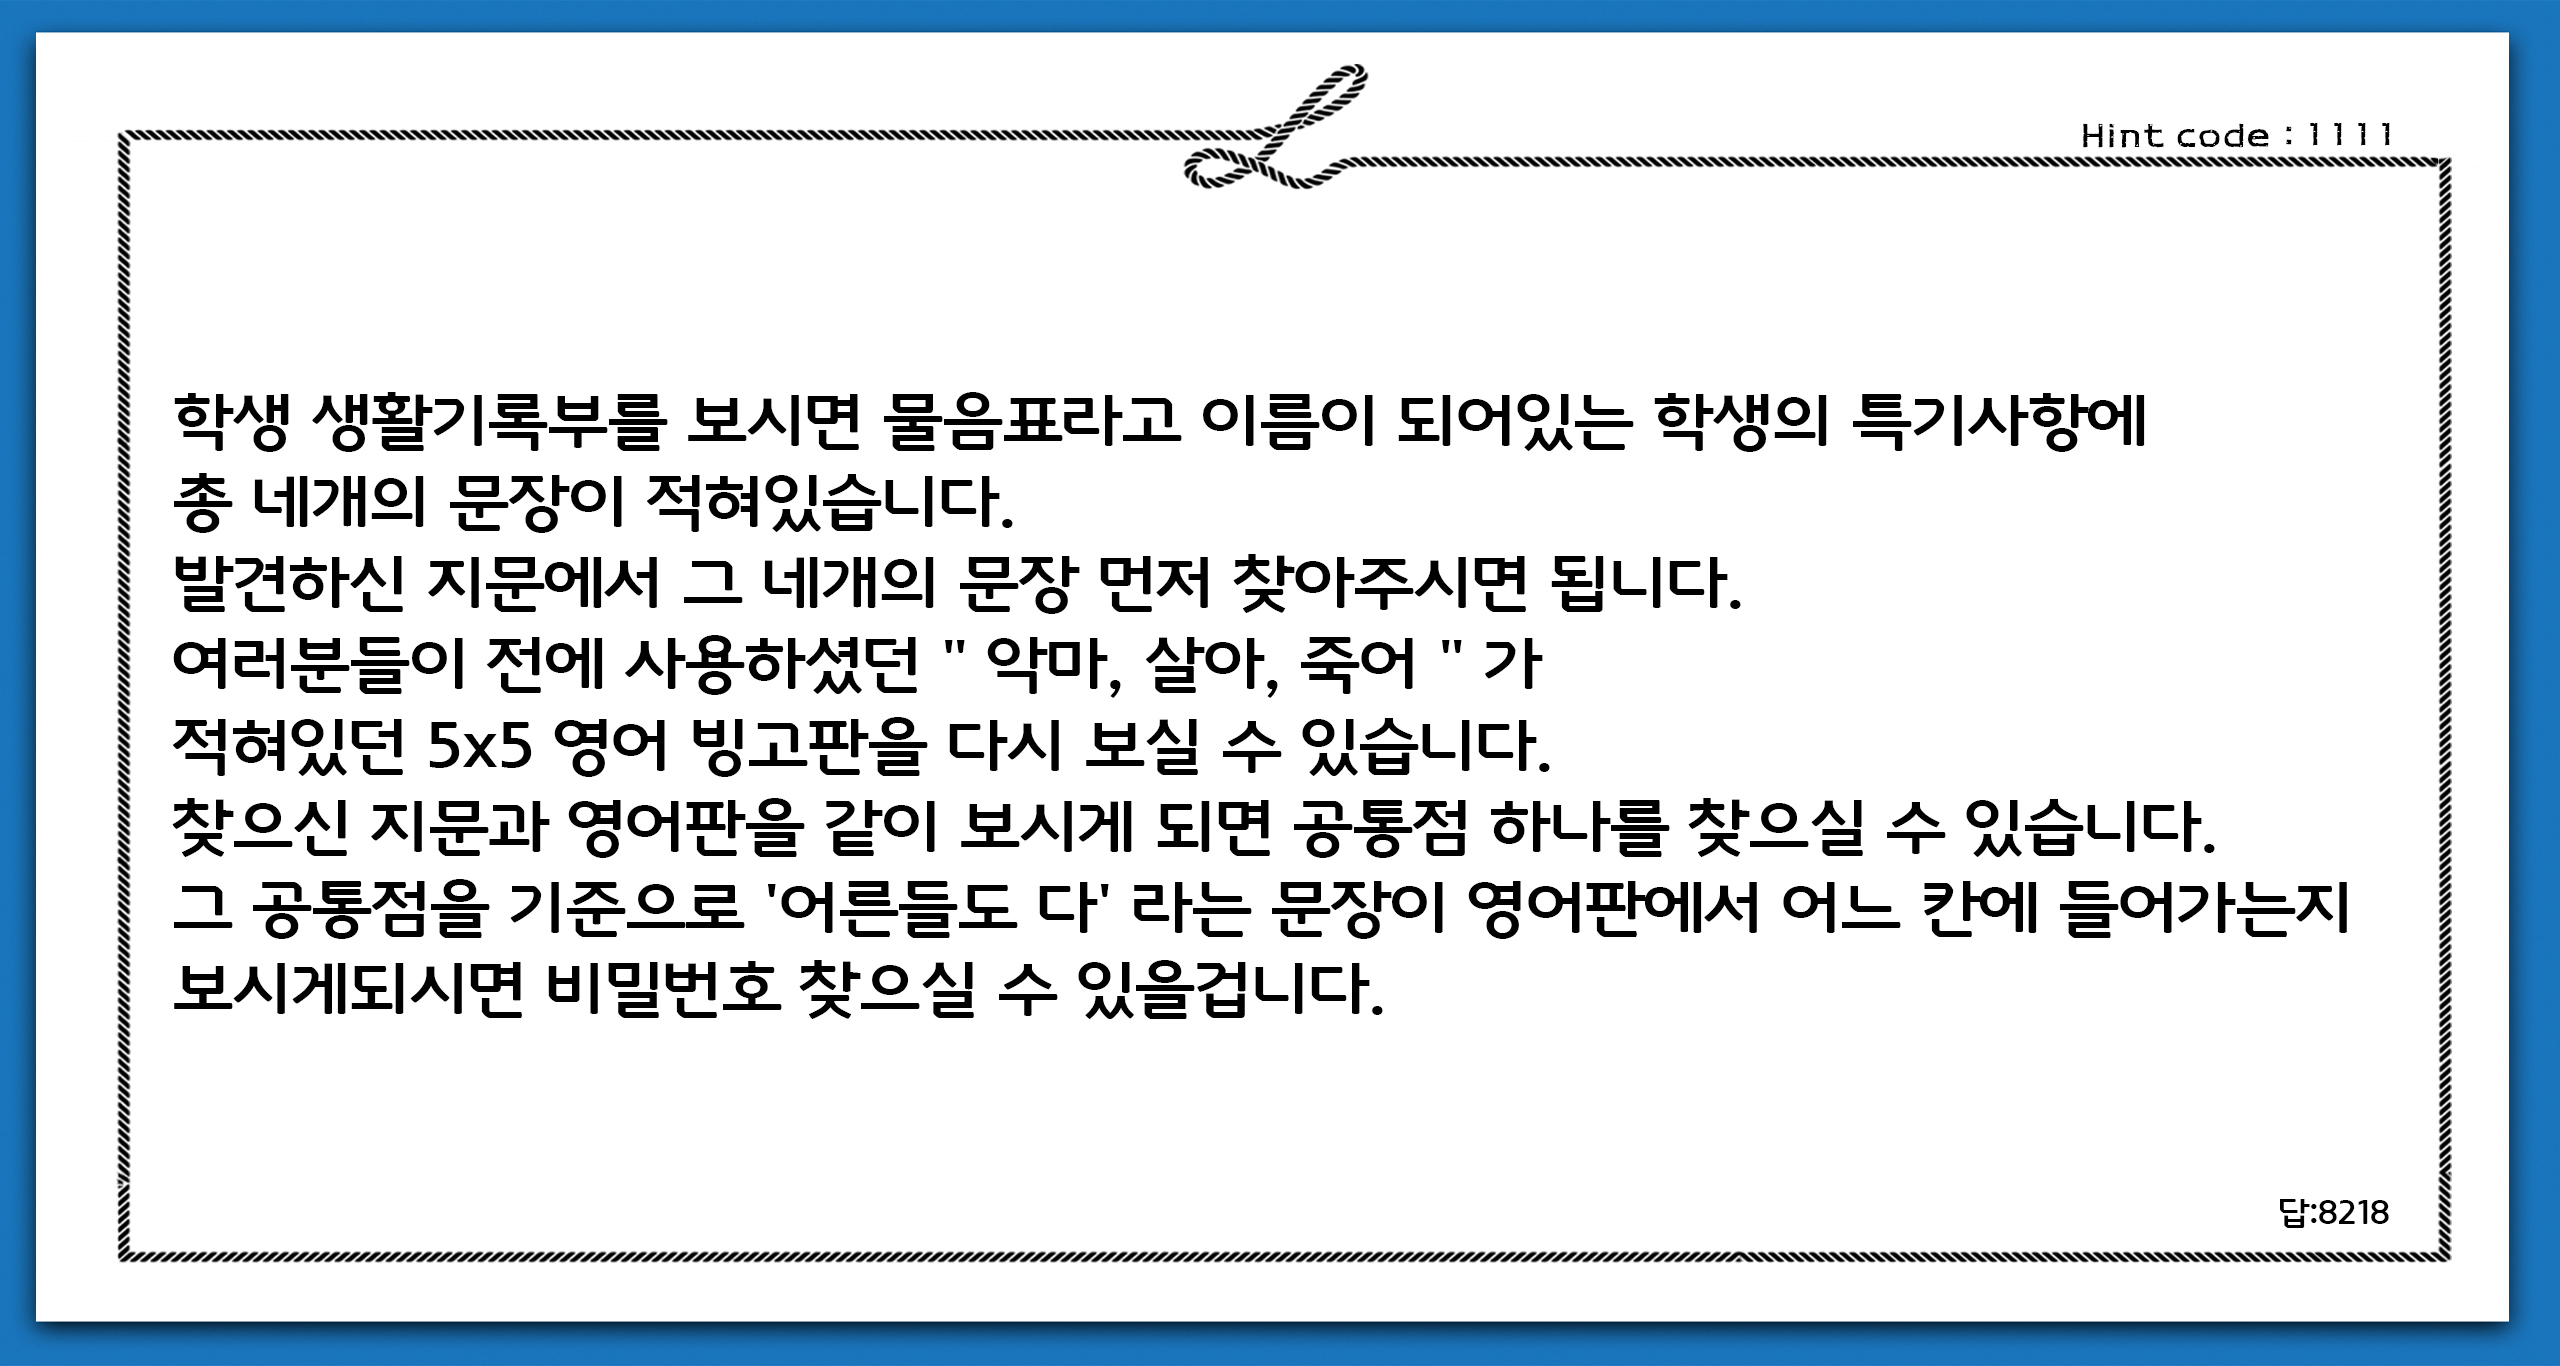 Hint code : 1111
학생 생활기록부를 보시면 물음표라고 이름이 되어있는 학생의 특기사항에
총 네개의 문장이 적혀있습니다.
발견하신 지문에서 그 네개의 문장 먼저 찾아주시면 됩니다.
여러분들이 전에 사용하셨던 " 악마, 살아, 죽어 " 가
적혀있던 5x5 영어 빙고판을 다시 보실 수 있습니다.
찾으신 지문과 영어판을 같이 보시게 되면 공통점 하나를 찾으실 수 있습니다.
그 공통점을 기준으로 '어른들도 다' 라는 문장이 영어판에서 어느 칸에 들어가는지
보시게되시면 비밀번호 찾으실 수 있을겁니다.
답:8218